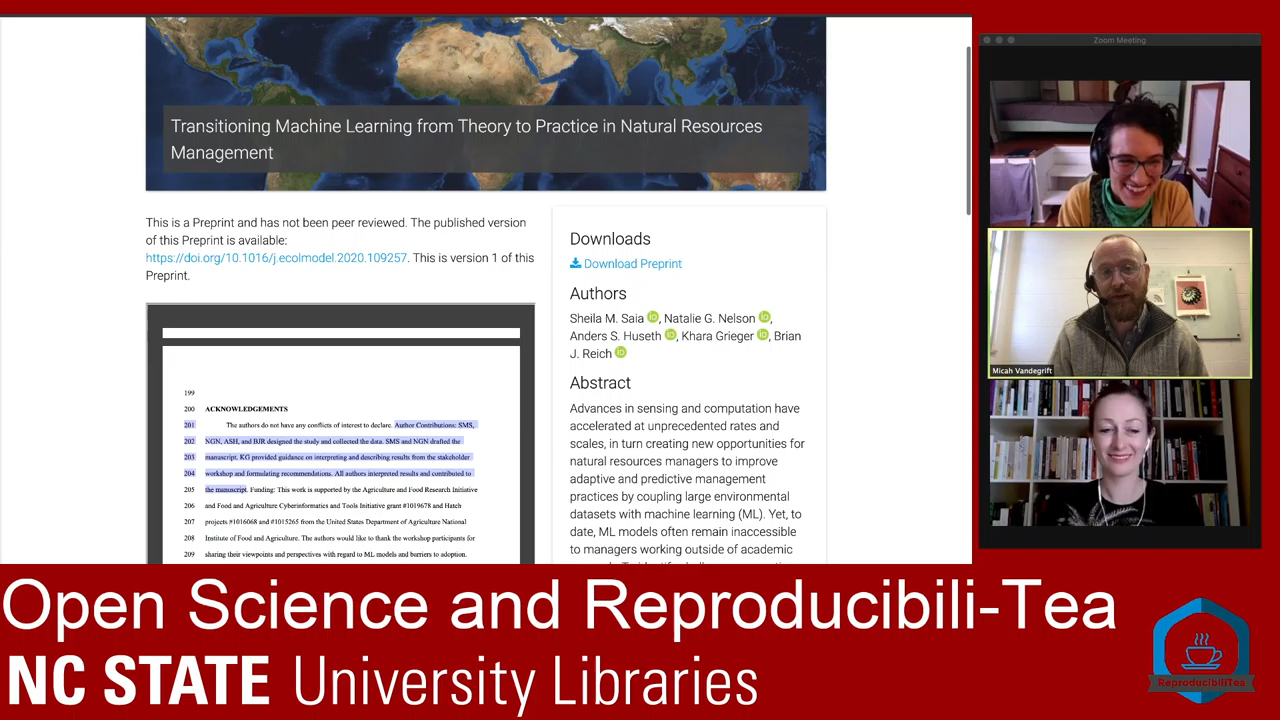 Transitioning Machine Learning from Theory to Practice in Natural Resources
Management
This is a Preprint and has not been peer reviewed. The published version
of this Preprint is available:
https://doi.org/10.1016/j.ecolmodel.2020.109257. This is version 1 of this
Preprint.
199
200 ACKNOWLEDGEMENTS
201 The authors do not have any conflicts of interest to declare. Author Contributions: SMS,
202 NGN, ASH, and BJR designed the study and collected the data. SMS and NGN drafted the
203 manuscript. KG provided guidance on interpreting and describing results from the stakeholder
204 workshop and formulating recommendations. All authors interpreted results and contributed to
205 the manuscript. Funding: This work is supported by the Agriculture and Food Research Initiative
206 and Food and Agriculture Cyberinformatics and Tools Initiative grant #1019678 and Hatch
207 projects #1016068 and #1015265 from the United States Department of Agriculture National
208 Institute of Food and Agriculture. The authors would like to thank the workshop participants for
209 sharing their viewpoints and perspectives with regard to ML models and barriers to adoption.
Downloads
Download Preprint
Authors
Sheila M. Saia iD, Natalie G. Nelson iD,
Anders S. Huseth iD, Khara Grieger iD, Brian
J. Reich iD
Abstract
Advances in sensing and computation have
accelerated at unprecedented rates and
scales, in turn creating new opportunities for
natural resources managers to improve
adaptive and predictive management
practices by coupling large environmental
datasets with machine learning (ML). Yet, to
date, ML models often remain inaccessible
to managers working outside of academic
Zoom Meeting
Micah Vandegrift
Open Science and Reproducibili-Tea
NC STATE University Libraries
ReproducibiliTea